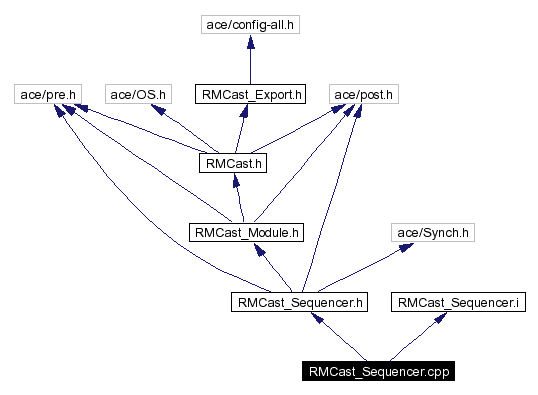 ace/config-all.h
ace/pre.h
ace/OS.h
RMCast_Export.h
ace/post.h
RMCast.h
RMCast_Module.h
ace/Synch.h
RMCast_Sequencer.h
RMCast_Sequencer.i
RMCast_Sequencer.cpp